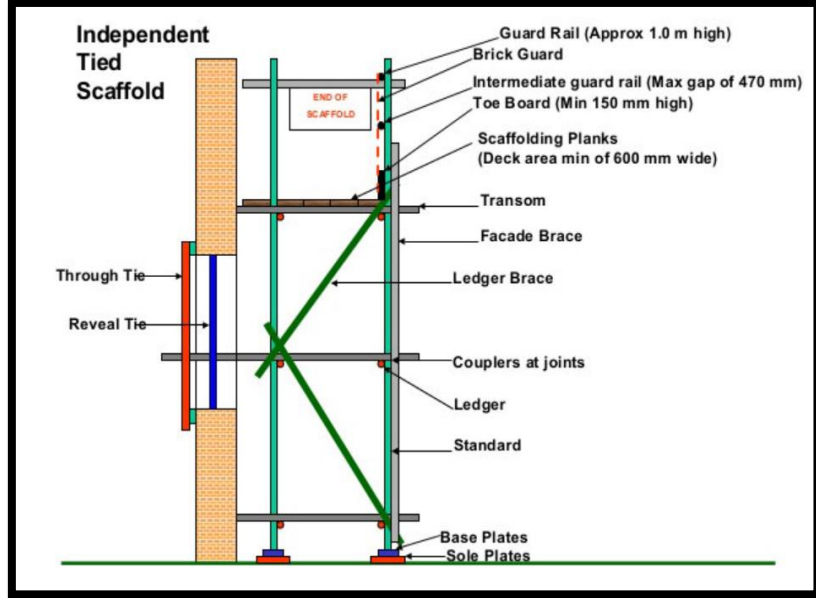 Independent
Tied
Scaffold
Guard Rail (Approx 1.0 m high)
Brick Guard
Intermediate guard rail (Max gap of 470 mm)
Toe Board (Min 150 mm high)
END OF
SCAFFOLD
Scaffolding Planks
(Deck area min of 600 mm wide)
Transom
Facade Brace
Through Tie
Ledger Brace
Reveal Tie
Couplers at joints
Ledger
Standard
Base Plates
Sole Plates